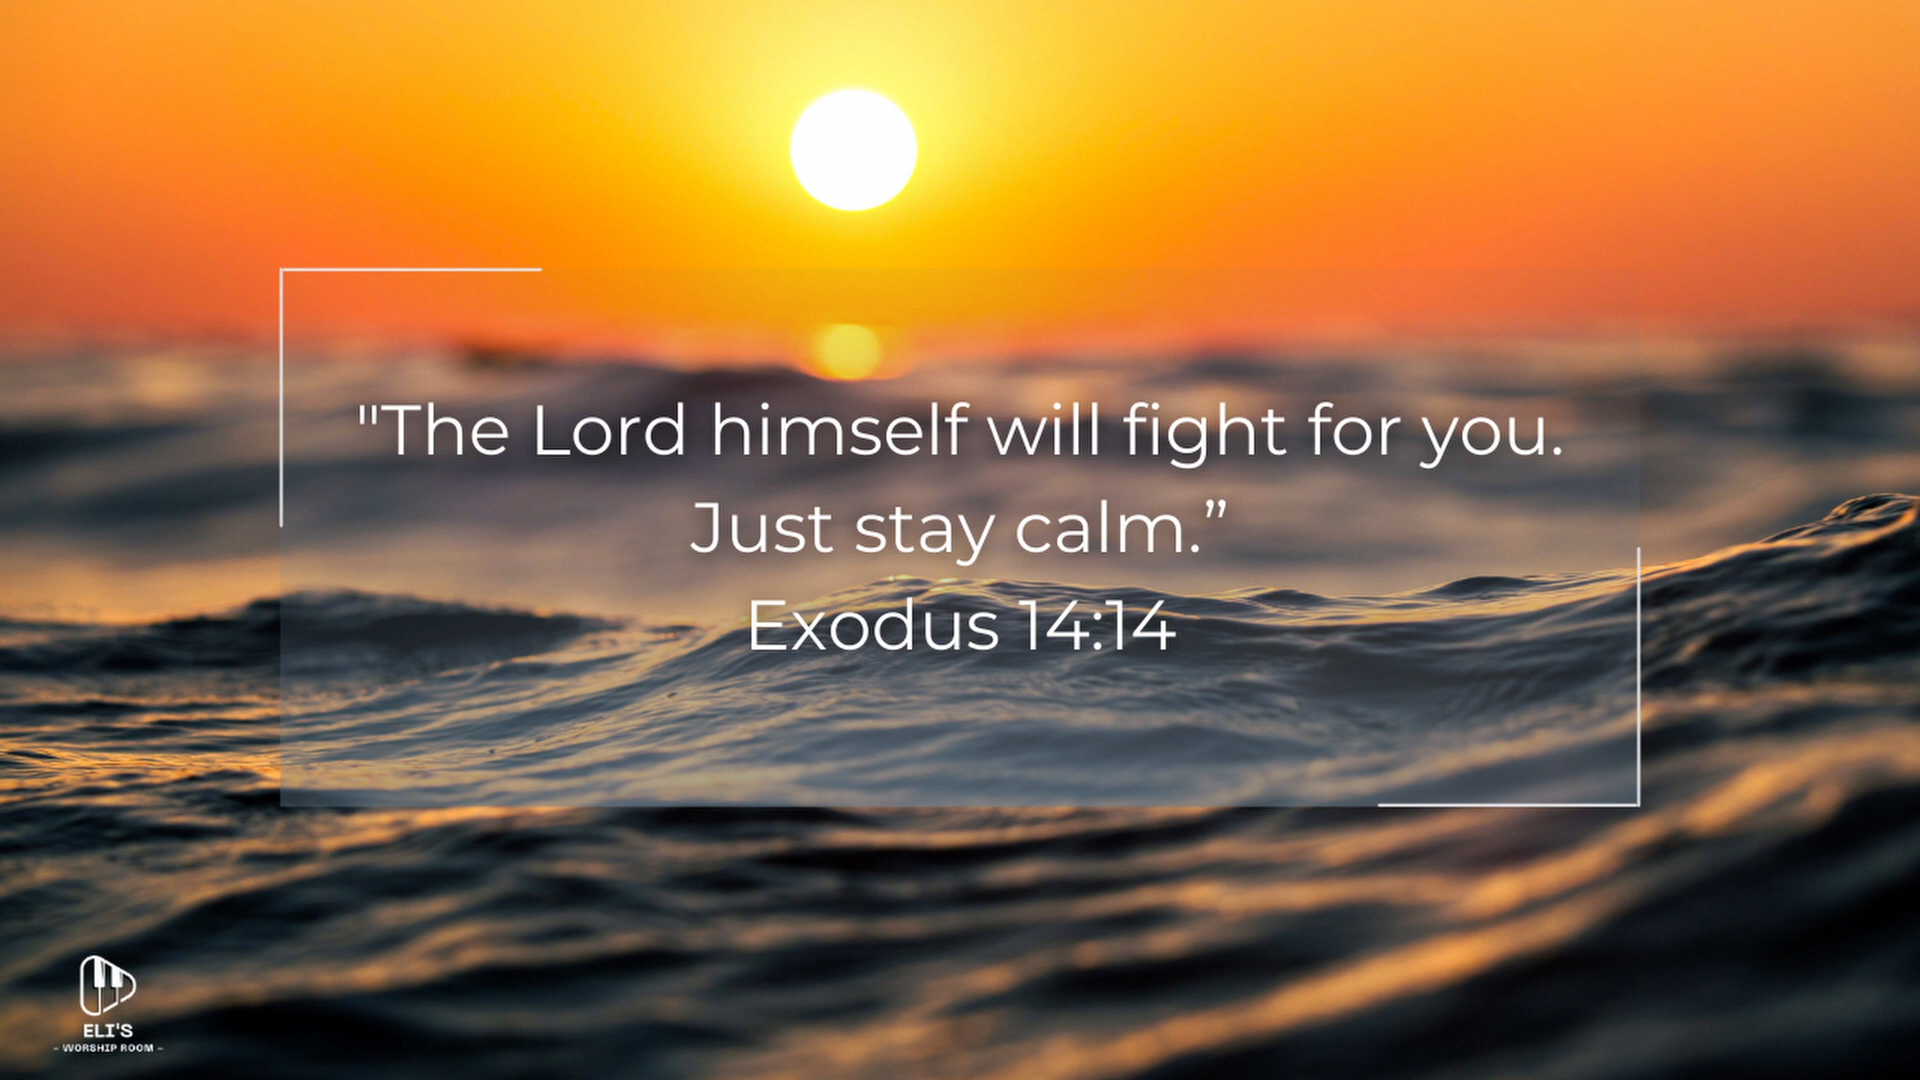 "The Lord himself will fight for you.
Just stay calm.”
Exodus 14:14
ELI'S
- WORSHIP ROOM -